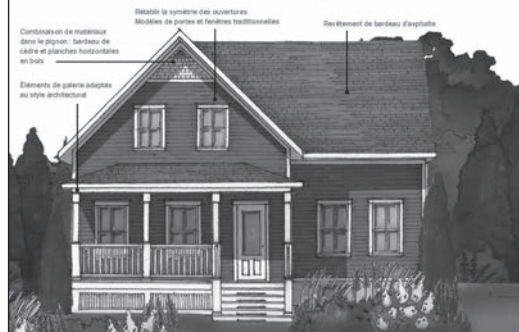 Rétablir la symétrie des ouvertures
Modèles de portes et fenêtres traditionnelles
Revêtement de bardeau d'asphalte
Combinaison de matériaux
dans le pignon : bardeau de
cèdre et planches horizontales
en bois
Éléments de galerie adaptés
au style architectural